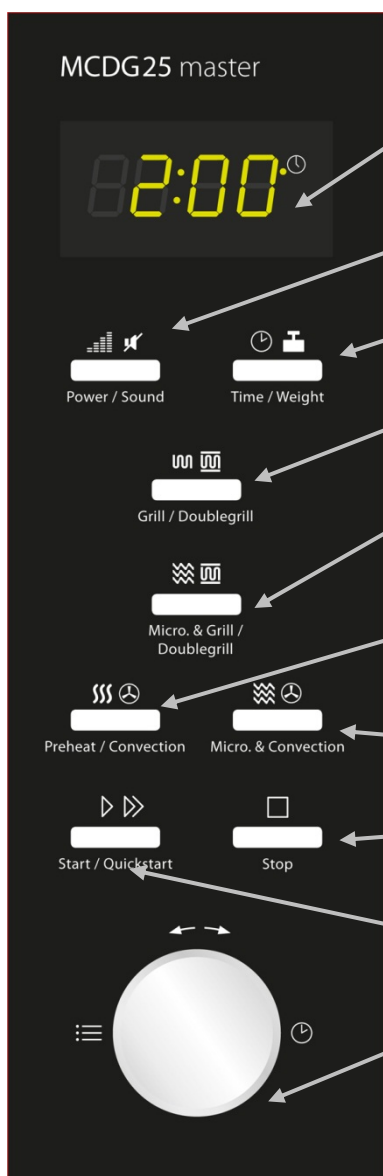 MCDG25 master
2:00
Power / Sound
Time / Weight
Grill / Doublegrill
Micro. & Grill /
Doublegrill
Preheat / Convection
Micro. & Convection
Start / Quickstart
Stop